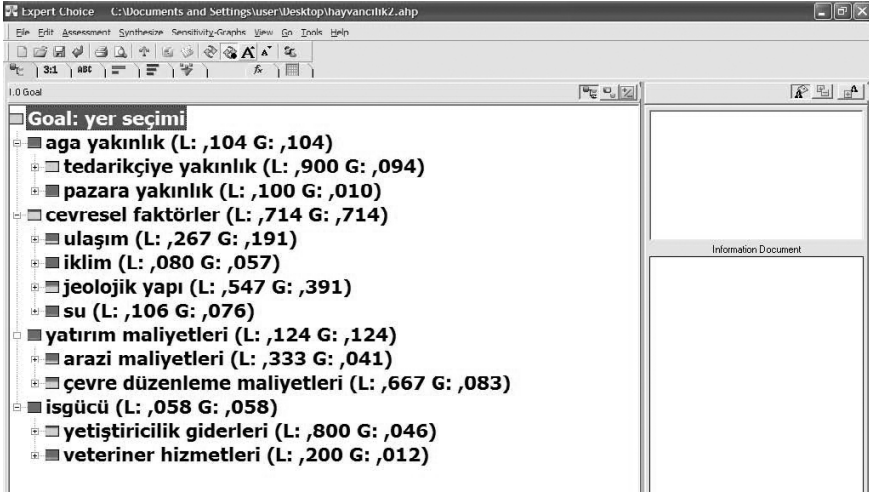 Expert Choice C:\Documents and Settings\user\Desktop\hayvancılık2.ahp
File Edit Assessment Synthesize Sensitivity-Graphs View Go Tools Help
3:1 ABC fx
1.0 Goal
Goal: yer seçimi
aga yakınlık (L: ,104 G: ,104)
tedarikçiye yakınlık (L: ,900 G: ,094)
pazara yakınlık (L: ,100 G: ,010)
cevresel faktörler (L: ,714 G: ,714)
ulaşım (L: ,267 G: ,191)
iklim (L: ,080 G: ,057)
jeolojik yapı (L: ,547 G: ,391)
su (L: ,106 G: ,076)
yatırım maliyetleri (L: ,124 G: ,124)
arazi maliyetleri (L: ,333 G: ,041)
çevre düzenleme maliyetleri (L: ,667 G: ,083)
isgücü (L: ,058 G: ,058)
yetiştiricilik giderleri (L: ,800 G: ,046)
veteriner hizmetleri (L: ,200 G: ,012)
Information Document